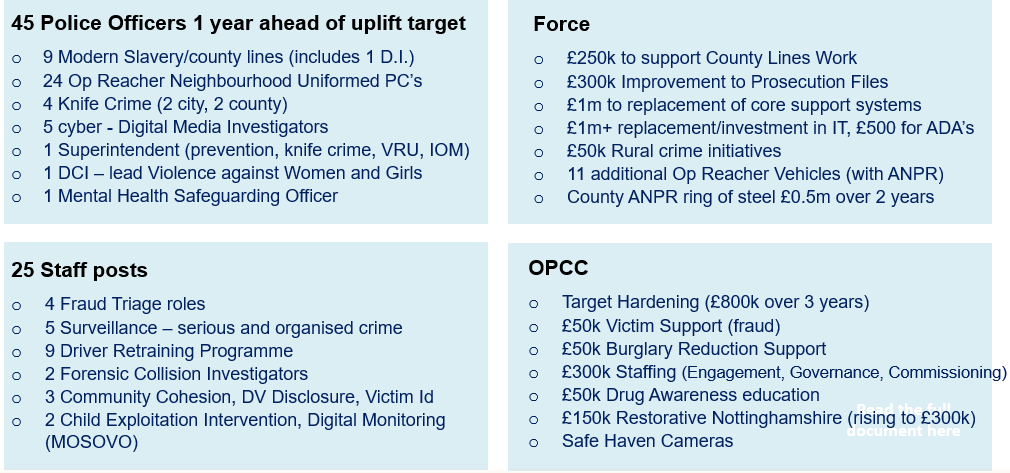 45 Police Officers 1 year ahead of uplift target
o 9 Modern Slavery/county lines (includes 1 D.I.)
o 24 Op Reacher Neighbourhood Uniformed PC's
o 4 Knife Crime (2 city, 2 county)
o 5 cyber - Digital Media Investigators
o 1 Superintendent (prevention, knife crime, VRU, IOM)
o 1 DCI – lead Violence against Women and Girls
o 1 Mental Health Safeguarding Officer
Force
o £250k to support County Lines Work
o £300k Improvement to Prosecution Files
o £1m to replacement of core support systems
o £1m+ replacement/investment in IT, £500 for ADA's
o £50k Rural crime initiatives
o 11 additional Op Reacher Vehicles (with ANPR)
o County ANPR ring of steel £0.5m over 2 years
25 Staff posts
o 4 Fraud Triage roles
o 5 Surveillance – serious and organised crime
o 9 Driver Retraining Programme
o 2 Forensic Collision Investigators
o 3 Community Cohesion, DV Disclosure, Victim Id
o 2 Child Exploitation Intervention, Digital Monitoring
(MOSOVO)
OPCC
o Target Hardening (£800k over 3 years)
o £50k Victim Support (fraud)
o £50k Burglary Reduction Support
o £300k Staffing (Engagement, Governance, Commissioning)
o £50k Drug Awareness education
o £150k Restorative Nottinghamshire (rising to £300k)
o Safe Haven Cameras
Read the full
document here